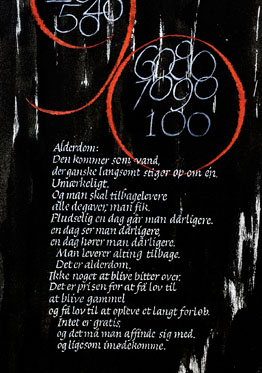 50 40
60 90
70 80 90
100
Alderdom:
Den kommer som vand,
der ganske langsomt stiger op om én.
Umærkeligt.
Og man skal tilbagelevere
alle de gaver, man fik.
Pludselig en dag går man dårligere.
en dag ser man dårligere,
en dag hører man dårligere.
Man leverer alting tilbage.
Det er alderdom.
Ikke noget at blive bitter over,
Det er prisen for at få lov til
at blive gammel
og få lov til at opleve et langt forløb.
Intet er gratis,
og det må man affinde sig med,
og ligesom imødekomme.